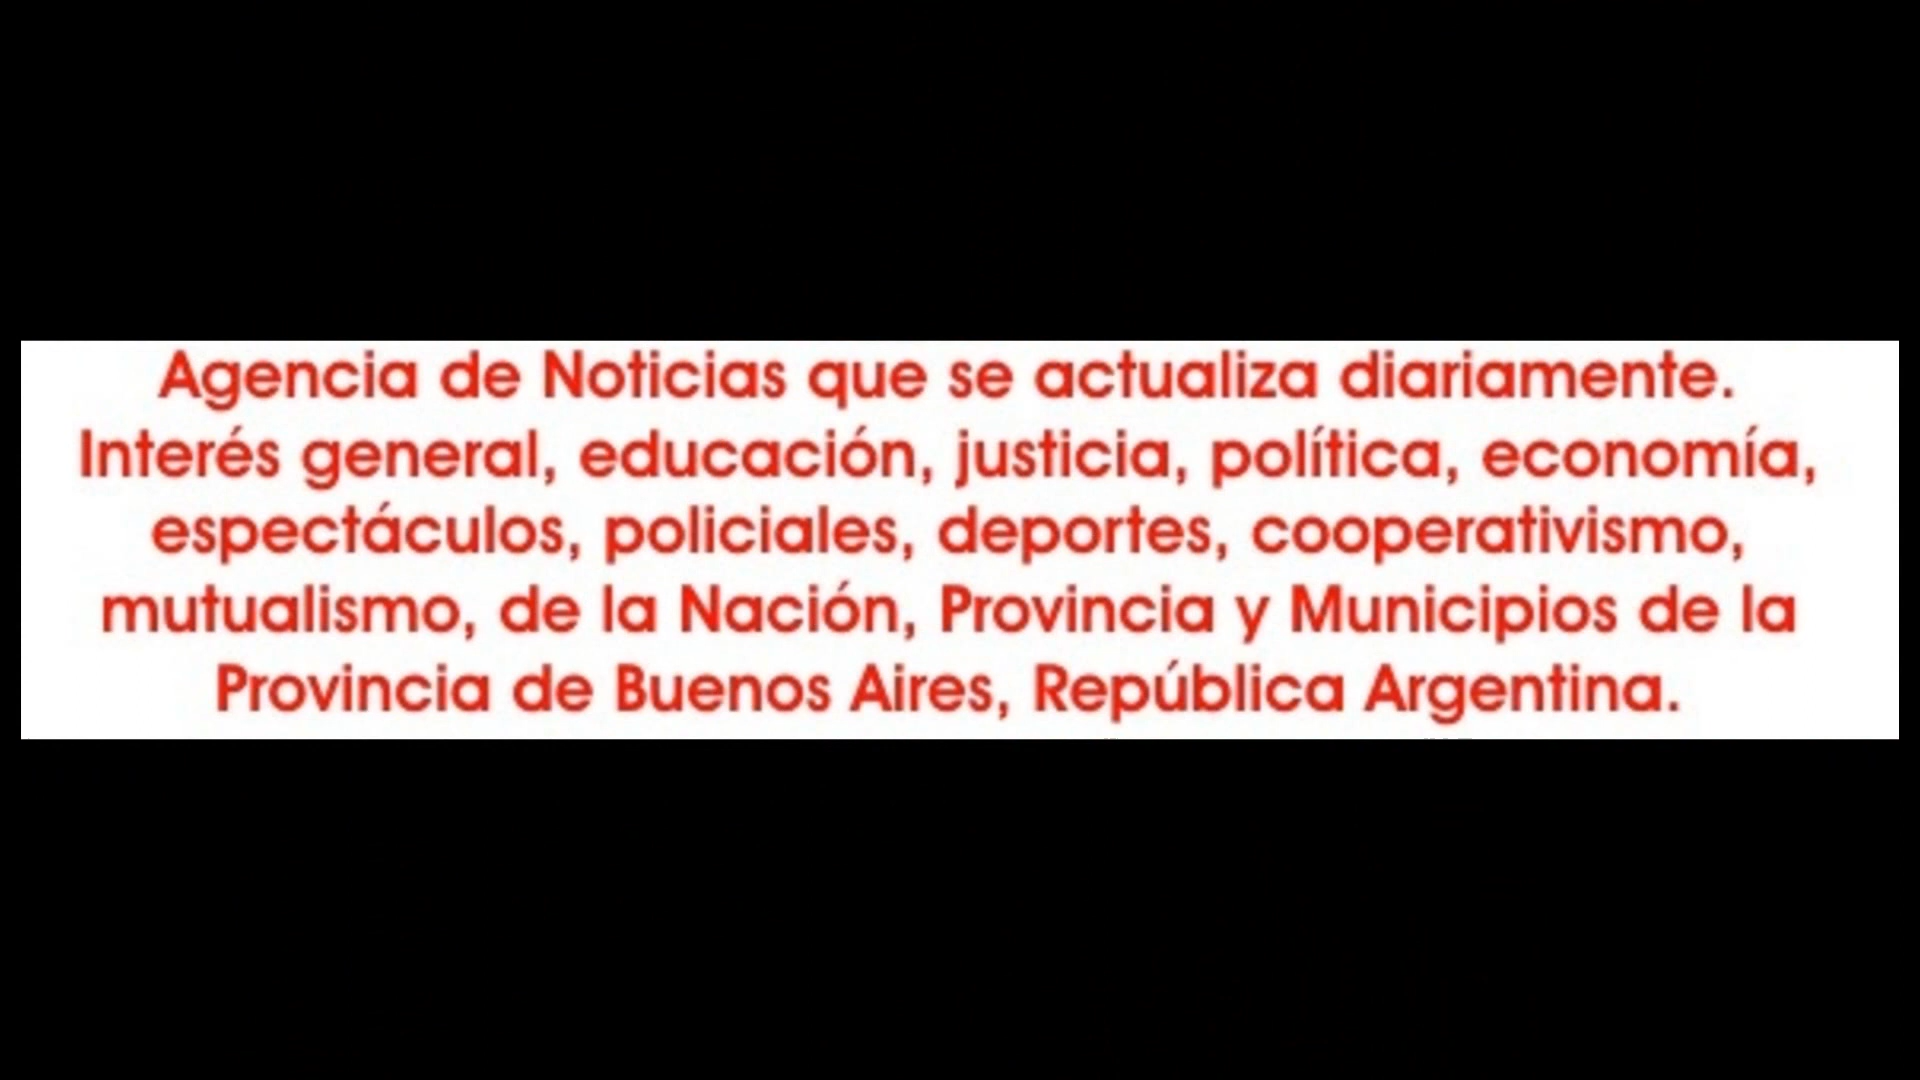 Agencia de Noticias que se actualiza diariamente.
Interés general, educación, justicia, política, economía,
espectáculos, policiales, deportes, cooperativismo,
mutualismo, de la Nación, Provincia y Municipios de la
Provincia de Buenos Aires, República Argentina.